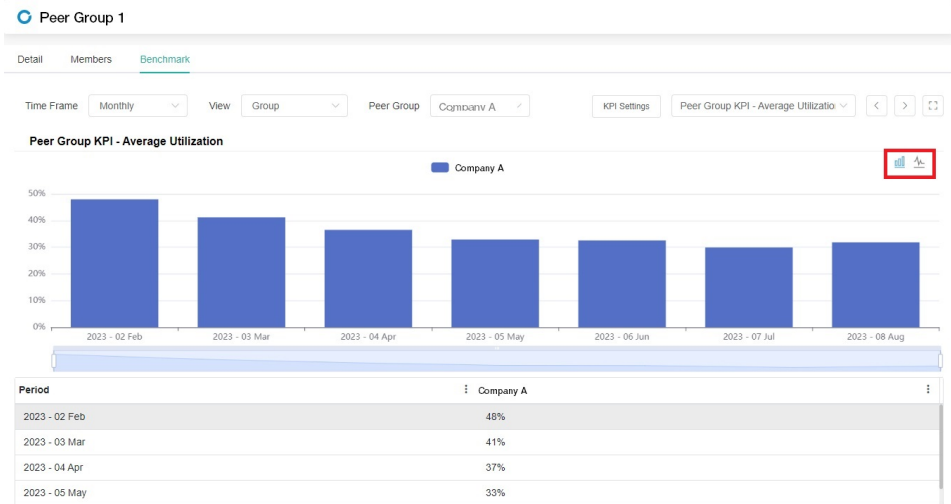 Peer Group 1
Detail Members Benchmark
Time Frame Monthly View Group Peer Group Company A KPI Settings Peer Group KPI - Average Utilizatio
Peer Group KPI - Average Utilization
Company A
50%
40%
30%
20%
10%
0%
2023 - 02 Feb 2023 - 03 Mar 2023 - 04 Apr 2023 - 05 May 2023 - 06 Jun 2023 - 07 Jul 2023 - 08 Aug
Period Company A
2023 - 02 Feb 48%
2023 - 03 Mar 41%
2023 - 04 Apr 37%
2023 - 05 May 33%